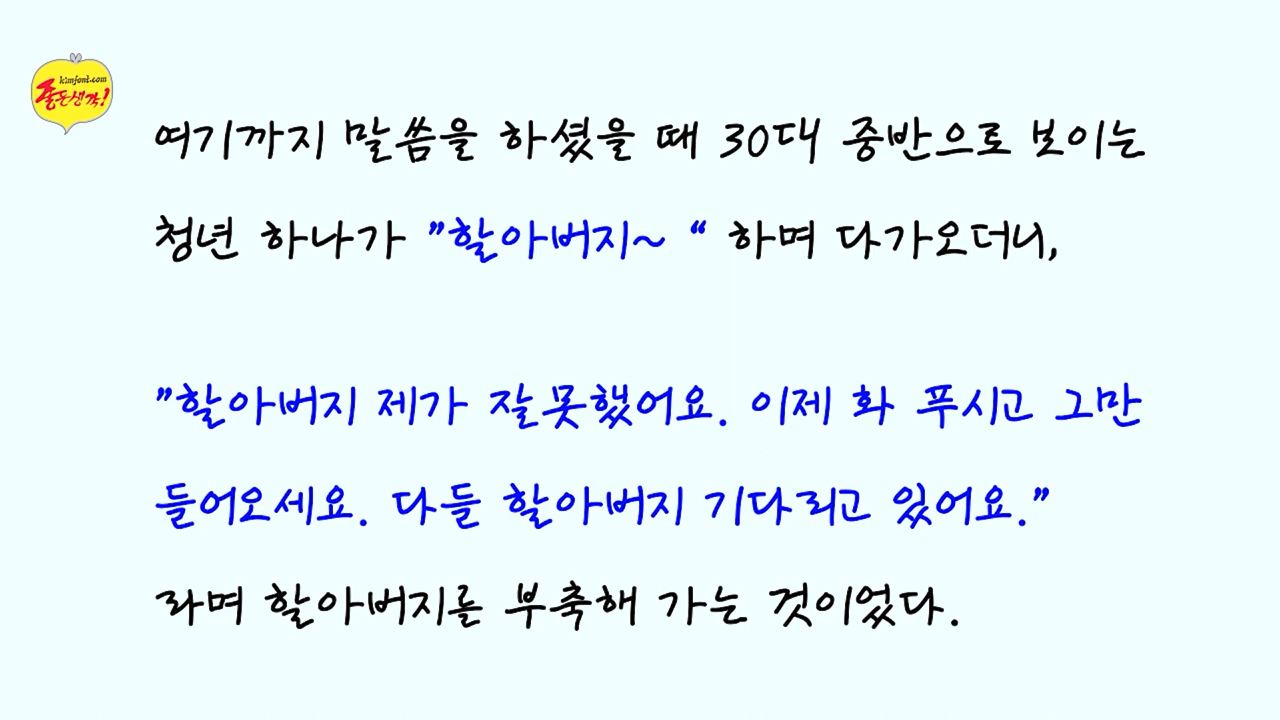 kimfont.com
좋은생각!
여기까지 말씀을 하셨을 때 30대 중반으로 보이는
청년 하나가 ”할아버지~ “ 하며 다가오더니,
”할아버지 제가 잘못했어요. 이제 화 푸시고 그만
들어오세요. 다들 할아버지 기다리고 있어요.”
라며 할아버지를 부축해 가는 것이었다.